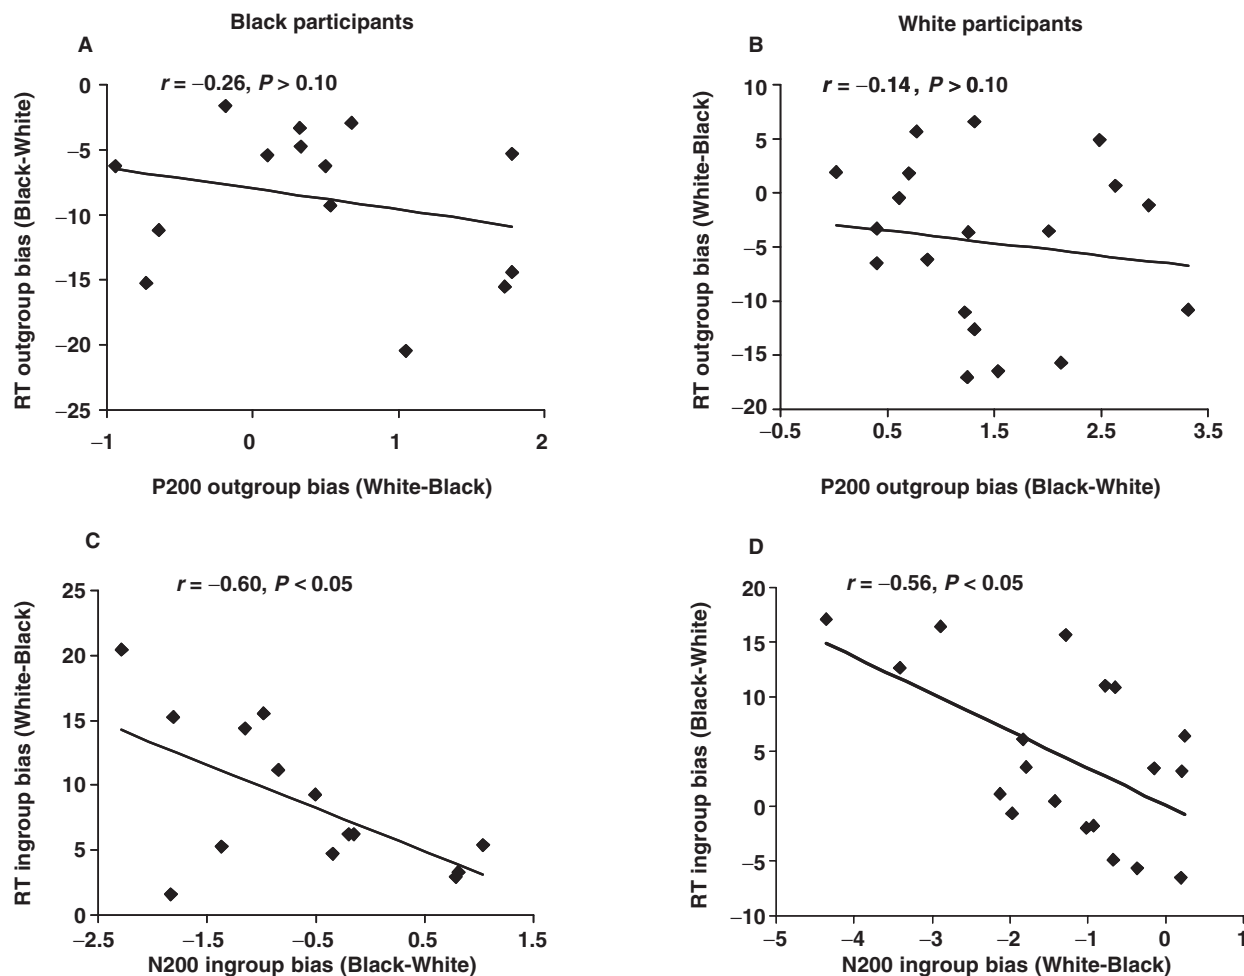 Black participants
A
r = −0.26, P > 0.10
0
−5
−10
−15
−20
−25
−1 0 1 2
RT outgroup bias (Black-White)
P200 outgroup bias (White-Black)
White participants
B
r = −0.14, P > 0.10
10
5
0
−5
−10
−15
−20
−0.5 0.5 1.5 2.5 3.5
RT outgroup bias (White-Black)
P200 outgroup bias (Black-White)
C
r = −0.60, P < 0.05
25
20
15
10
5
0
−2.5 −1.5 −0.5 0.5 1.5
RT ingroup bias (White-Black)
N200 ingroup bias (Black-White)
D
r = −0.56, P < 0.05
20
15
10
5
0
−5
−10
−5 −4 −3 −2 −1 0 1
RT ingroup bias (Black-White)
N200 ingroup bias (White-Black)